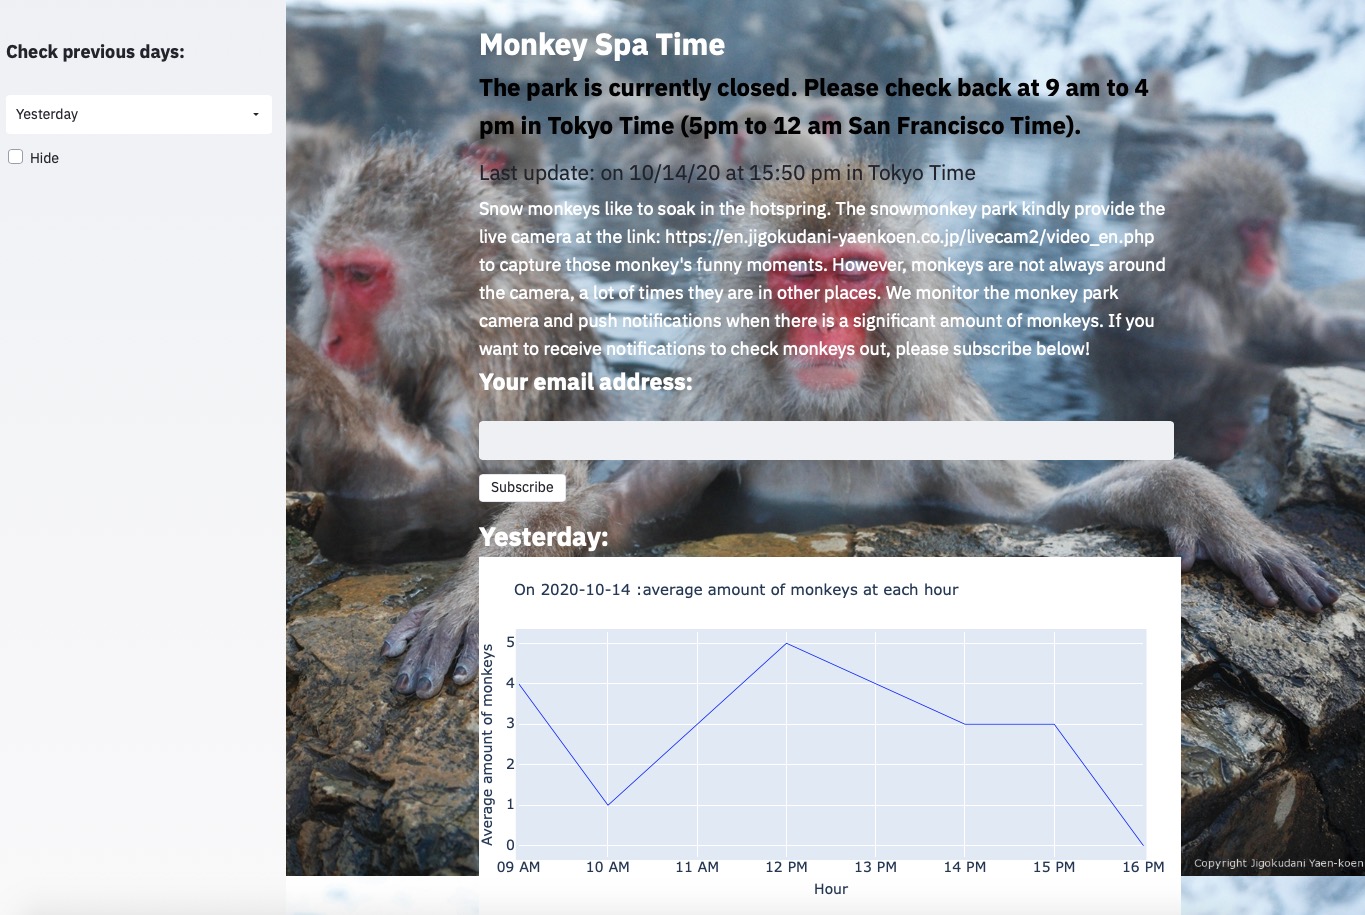 Check previous days:
Yesterday
Hide
Monkey Spa Time
The park is currently closed. Please check back at 9 am to 4
pm in Tokyo Time (5pm to 12 am San Francisco Time).
Last update: on 10/14/20 at 15:50 pm in Tokyo Time
Snow monkeys like to soak in the hotspring. The snowmonkey park kindly provide the
live camera at the link: https://en.jigokudani-yaenkoen.co.jp/livecam2/video_en.php
to capture those monkey's funny moments. However, monkeys are not always around
the camera, a lot of times they are in other places. We monitor the monkey park
camera and push notifications when there is a significant amount of monkeys. If you
want to receive notifications to check monkeys out, please subscribe below!
Your email address:
Subscribe
Yesterday:
On 2020-10-14 :average amount of monkeys at each hour
Average amount of monkeys
5
4
3
2
1
0
09 AM 10 AM 11 AM 12 PM 13 PM 14 PM 15 PM 16 PM
Hour
Copyright Jigokudani Yaen-koen